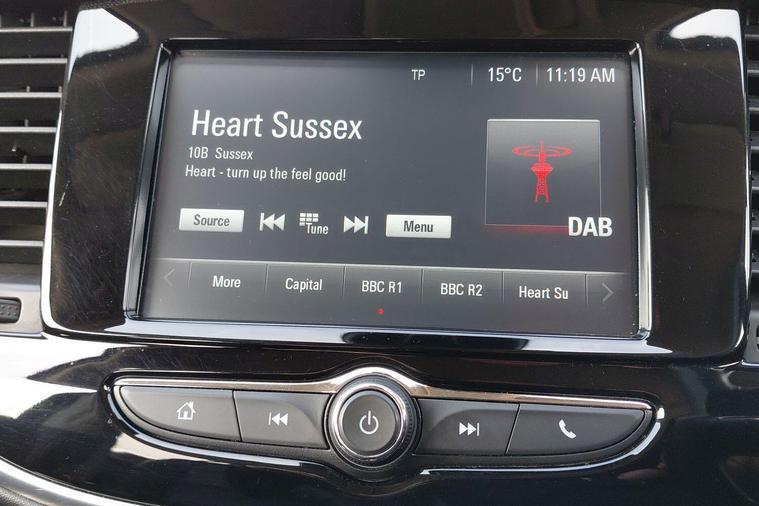 TP 15°C 11:19 AM
Heart Sussex
10B Sussex
Heart - turn up the feel good!
DAB
Source Tune Menu
More Capital BBC R1 BBC R2 Heart Su